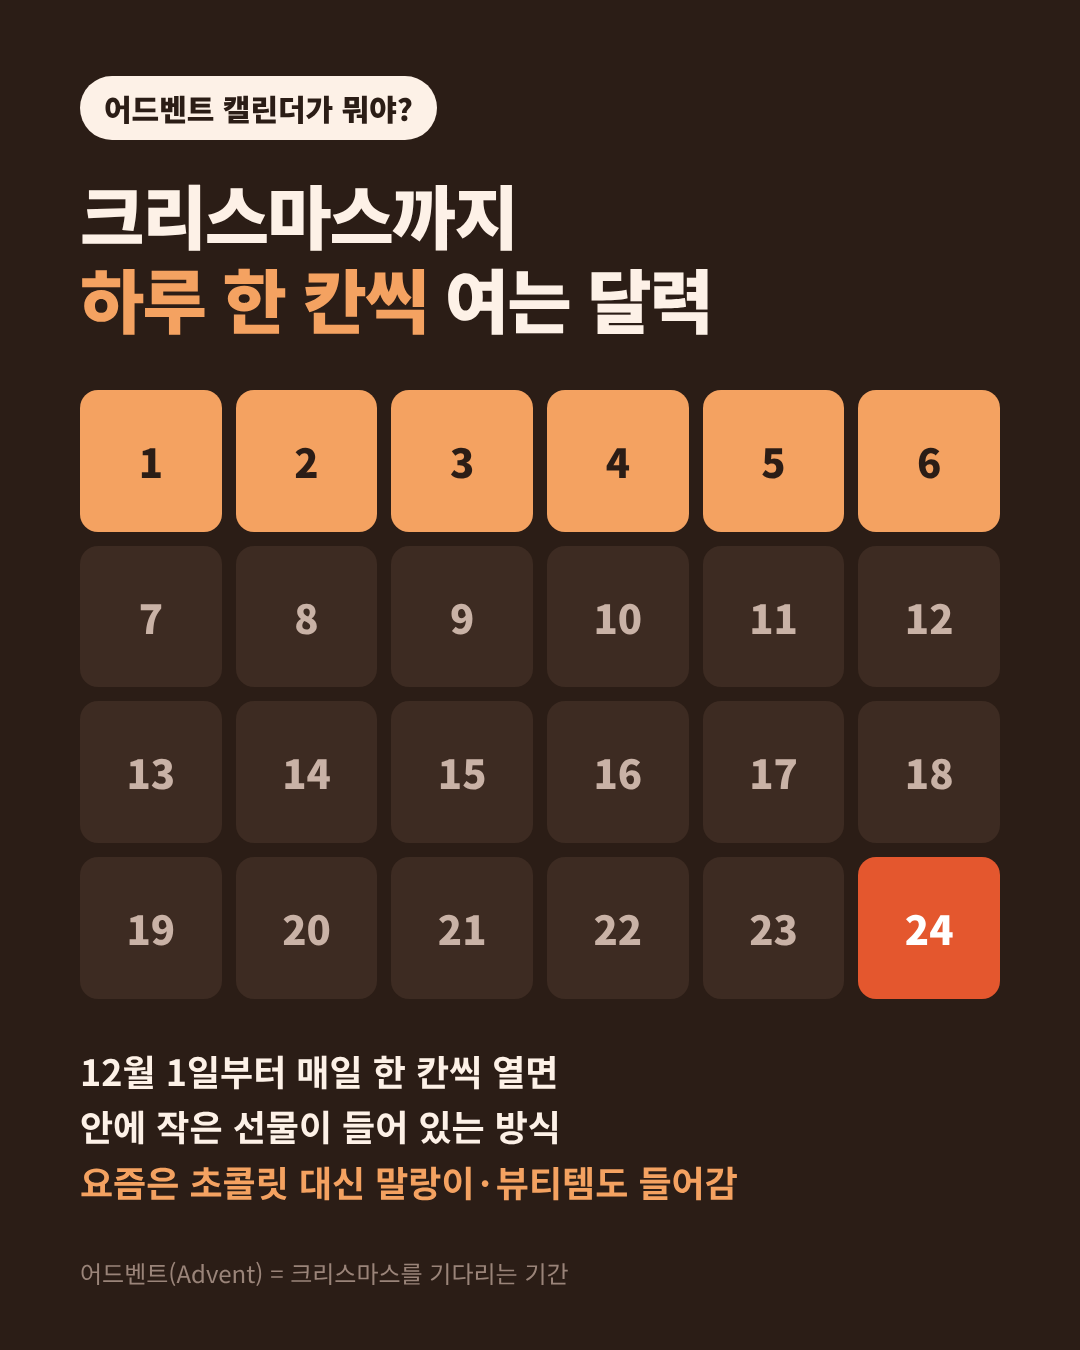 어드벤트 캘린더가 뭐야?
크리스마스까지
하루 한 칸씩 여는 달력
1 2 3 4 5 6
7 8 9 10 11 12
13 14 15 16 17 18
19 20 21 22 23 24
12월 1일부터 매일 한 칸씩 열면
안에 작은 선물이 들어 있는 방식
요즘은 초콜릿 대신 말랑이·뷰티템도 들어감
어드벤트(Advent) = 크리스마스를 기다리는 기간